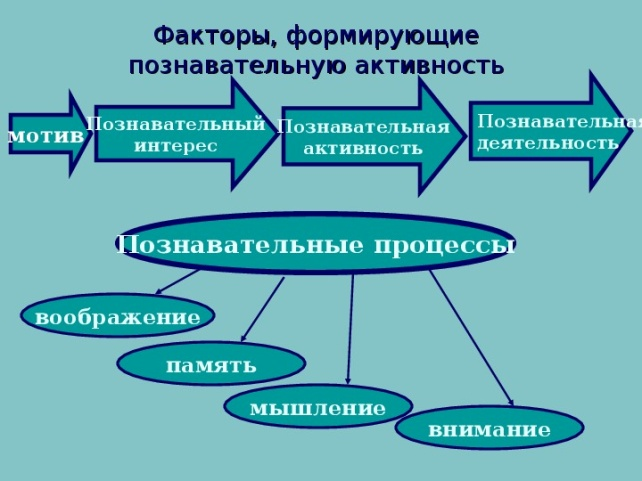 Факторы, формирующие
познавательную активность
мотив
Познавательный
интерес
Познавательная
активность
Познавательная
деятельность
Познавательные процессы
воображение
память
мышление
внимание